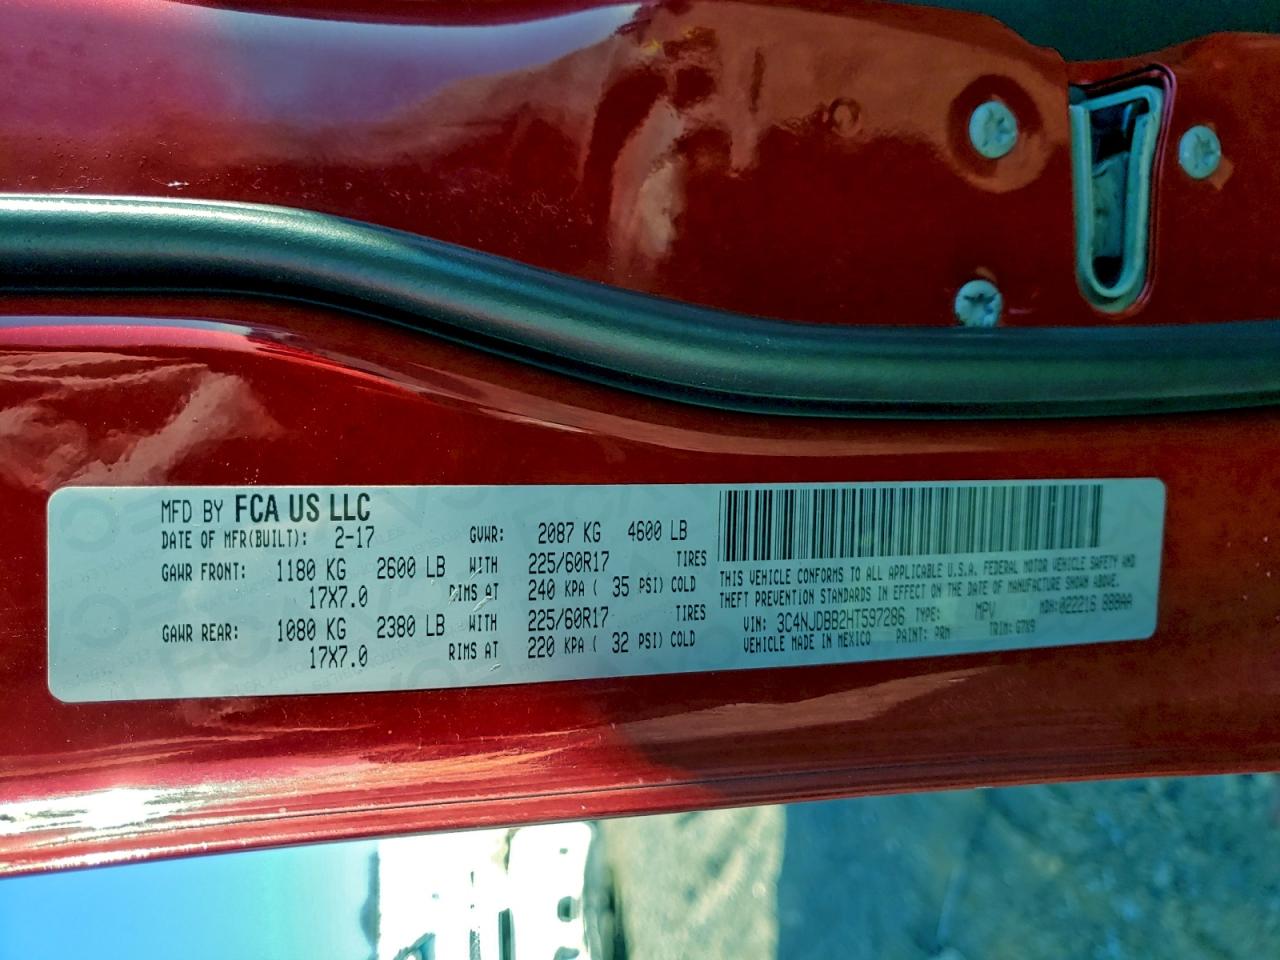 MFD BY FCA US LLC
DATE OF MFR(BUILT): 2-17 GVWR: 2087 KG 4600 LB
GAWR FRONT: 1180 KG 2600 LB WITH 225/60R17 TIRES
17X7.0 RIMS AT 240 KPA ( 35 PSI) COLD
GAWR REAR: 1080 KG 2380 LB WITH 225/60R17 TIRES
17X7.0 RIMS AT 220 KPA ( 32 PSI) COLD
THIS VEHICLE CONFORMS TO ALL APPLICABLE U.S.A. FEDERAL MOTOR VEHICLE SAFETY AND
THEFT PREVENTION STANDARDS IN EFFECT ON THE DATE OF MANUFACTURE SHOWN ABOVE.
VIN: 3C4NJDBB2HT597286 TYPE: MPV MDH: 022216
VEHICLE MADE IN MEXICO PAINT: PRM TRIM: